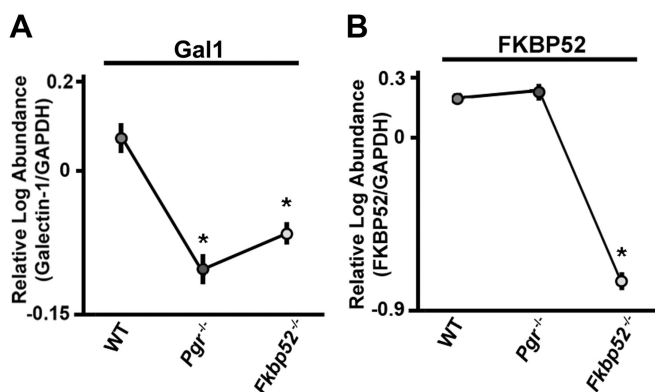 A
Gal1
Relative Log Abundance
(Galectin-1/GAPDH)
0.2
0
-0.15
*
*
WT
Pgr-/-
Fkbp52-/-
B
FKBP52
Relative Log Abundance
(FKBP52/GAPDH)
0.3
0
-0.9
*
WT
Pgr-/-
Fkbp52-/-